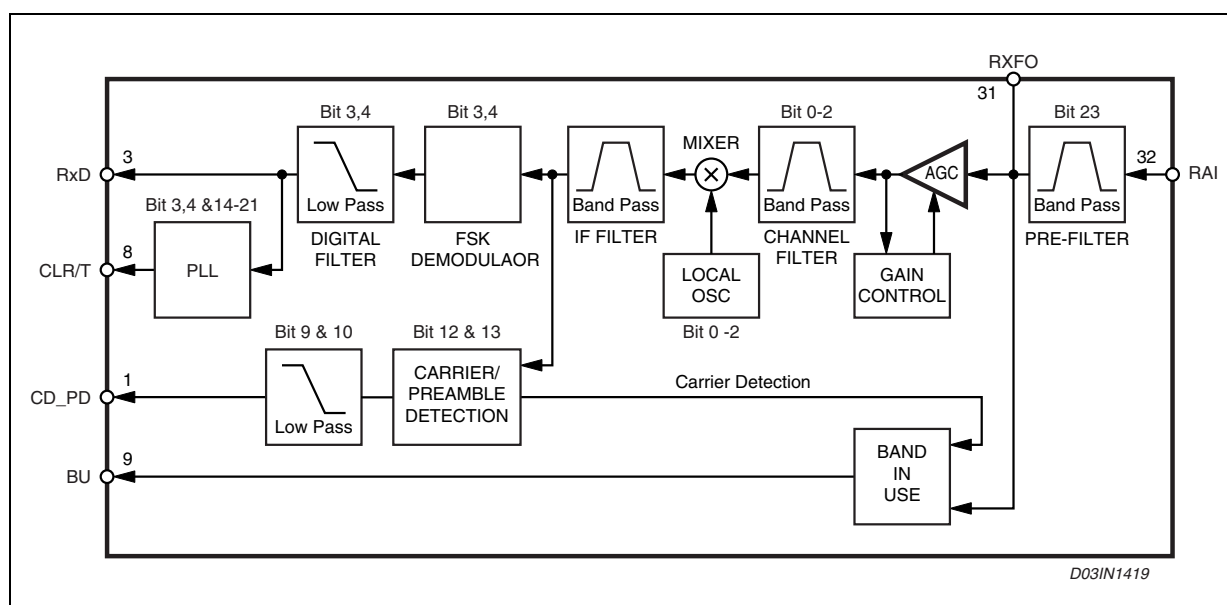 RXFO
31
Bit 3,4
Bit 3,4
Bit 0-2
Bit 23
MIXER
3
RxD
Low Pass
Band Pass
×
Band Pass
AGC
Band Pass
32
RAI
Bit 3,4 &14-21
DIGITAL
FILTER
FSK
DEMODULAOR
IF FILTER
CHANNEL
FILTER
PRE-FILTER
8
CLR/T
PLL
LOCAL
OSC
GAIN
CONTROL
Bit 9 & 10
Bit 12 & 13
Bit 0 -2
1
CD_PD
Low Pass
CARRIER/
PREAMBLE
DETECTION
Carrier Detection
9
BU
BAND
IN
USE
D03IN1419